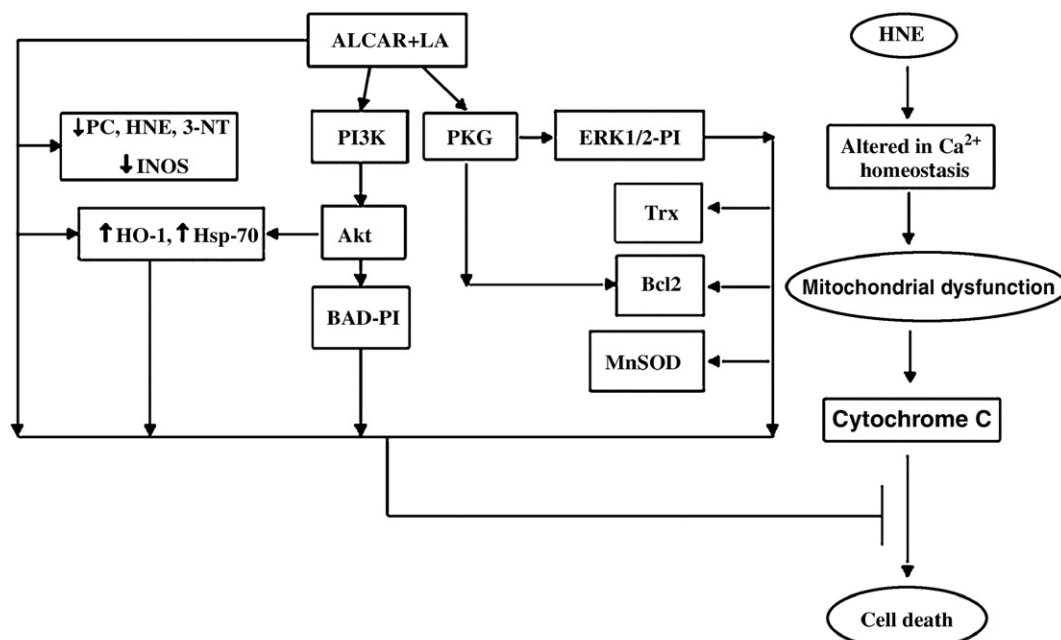 ALCAR+LA
HNE
↓PC, HNE, 3-NT
↓INOS
PI3K
PKG
ERK1/2-PI
Altered in Ca²⁺
homeostasis
Trx
↑HO-1, ↑Hsp-70
Akt
Bcl2
Mitochondrial dysfunction
BAD-PI
MnSOD
Cytochrome C
Cell death